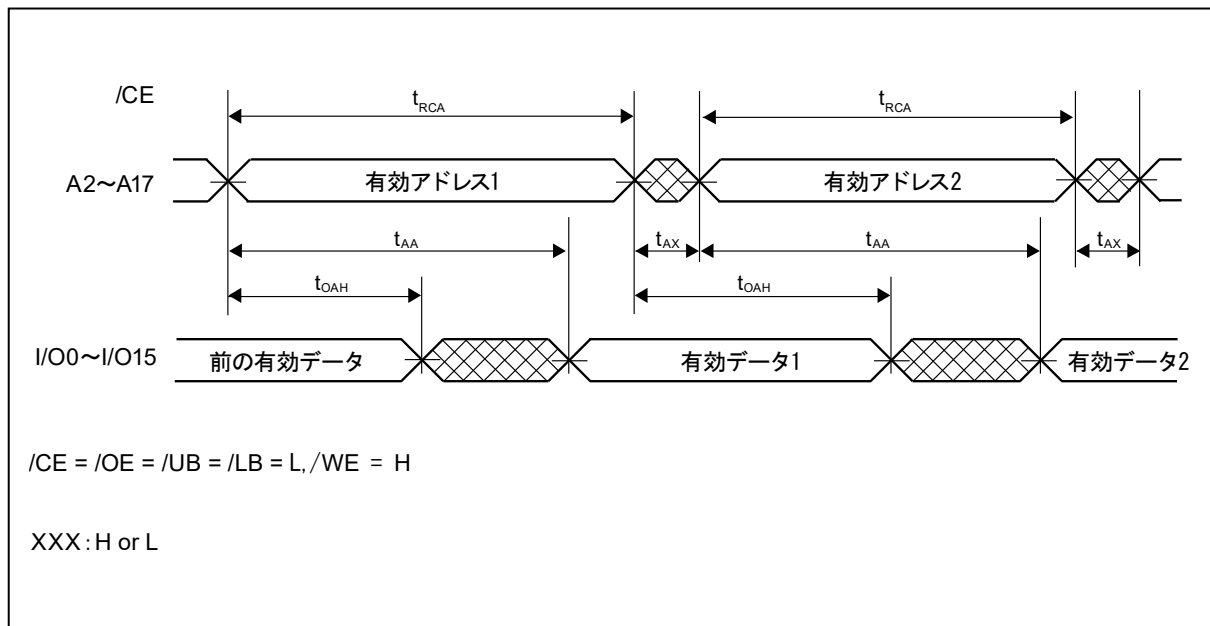 /CE
t_RCA
t_RCA
A2～A17
有効アドレス1
有効アドレス2
t_AA
t_AX
t_AA
t_AX
t_OAH
t_OAH
I/O0～I/O15
前の有効データ
有効データ1
有効データ2
/CE = /OE = /UB = /LB = L, /WE = H
XXX : H or L